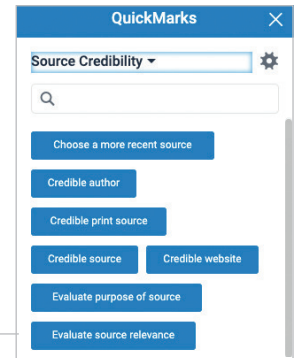 QuickMarks
Source Credibility
Choose a more recent source
Credible author
Credible print source
Credible source Credible website
Evaluate purpose of source
Evaluate source relevance